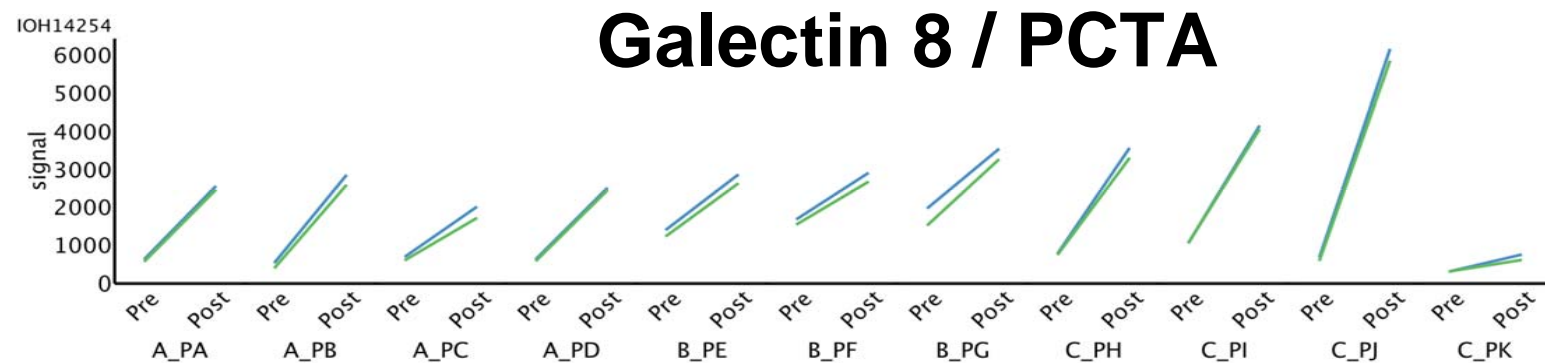 IOH14254
Galectin 8 / PCTA
signal
6000
5000
4000
3000
2000
1000
0
Pre Post Pre Post Pre Post Pre Post Pre Post Pre Post Pre Post Pre Post Pre Post Pre Post Pre Post
A_PA A_PB A_PC A_PD B_PE B_PF B_PG C_PH C_PI C_PJ C_PK